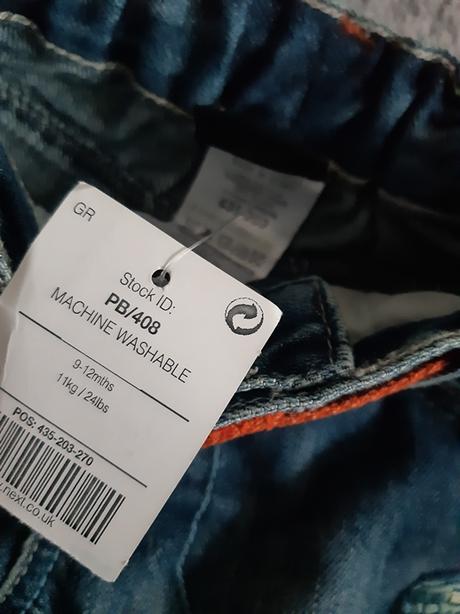 GR
Stock ID:
PB/408
MACHINE WASHABLE
9-12mths
11kg / 24lbs
POS: 435-203-270
.next.co.uk